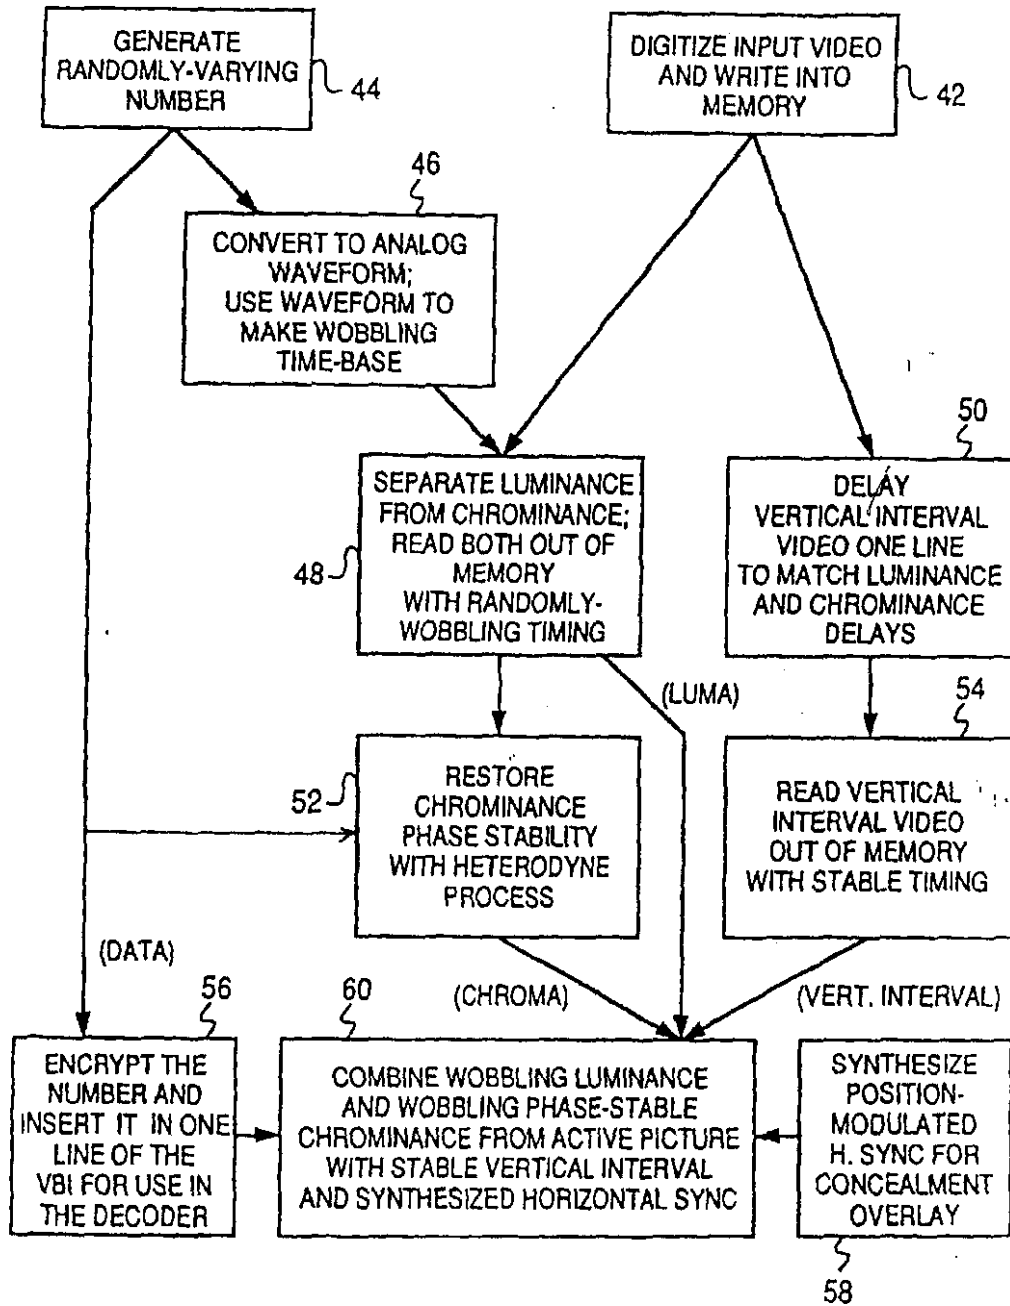 GENERATE
RANDOMLY-VARYING
NUMBER
44
DIGITIZE INPUT VIDEO
AND WRITE INTO
MEMORY
42
46
CONVERT TO ANALOG
WAVEFORM;
USE WAVEFORM TO
MAKE WOBBLING
TIME-BASE
SEPARATE LUMINANCE
FROM CHROMINANCE;
READ BOTH OUT OF
MEMORY
WITH RANDOMLY-
WOBBLING TIMING
48
50
DELAY
VERTICAL INTERVAL
VIDEO ONE LINE
TO MATCH LUMINANCE
AND CHROMINANCE
DELAYS
(LUMA)
52
RESTORE
CHROMINANCE
PHASE STABILITY
WITH HETERODYNE
PROCESS
54
READ VERTICAL
INTERVAL VIDEO
OUT OF MEMORY
WITH STABLE TIMING
(DATA)
(CHROMA)
(VERT. INTERVAL)
56
ENCRYPT THE
NUMBER AND
INSERT IT IN ONE
LINE OF THE
VBI FOR USE IN
THE DECODER
60
COMBINE WOBBLING LUMINANCE
AND WOBBLING PHASE-STABLE
CHROMINANCE FROM ACTIVE PICTURE
WITH STABLE VERTICAL INTERVAL
AND SYNTHESIZED HORIZONTAL SYNC
SYNTHESIZE
POSITION-
MODULATED
H. SYNC FOR
CONCEALMENT
OVERLAY
58